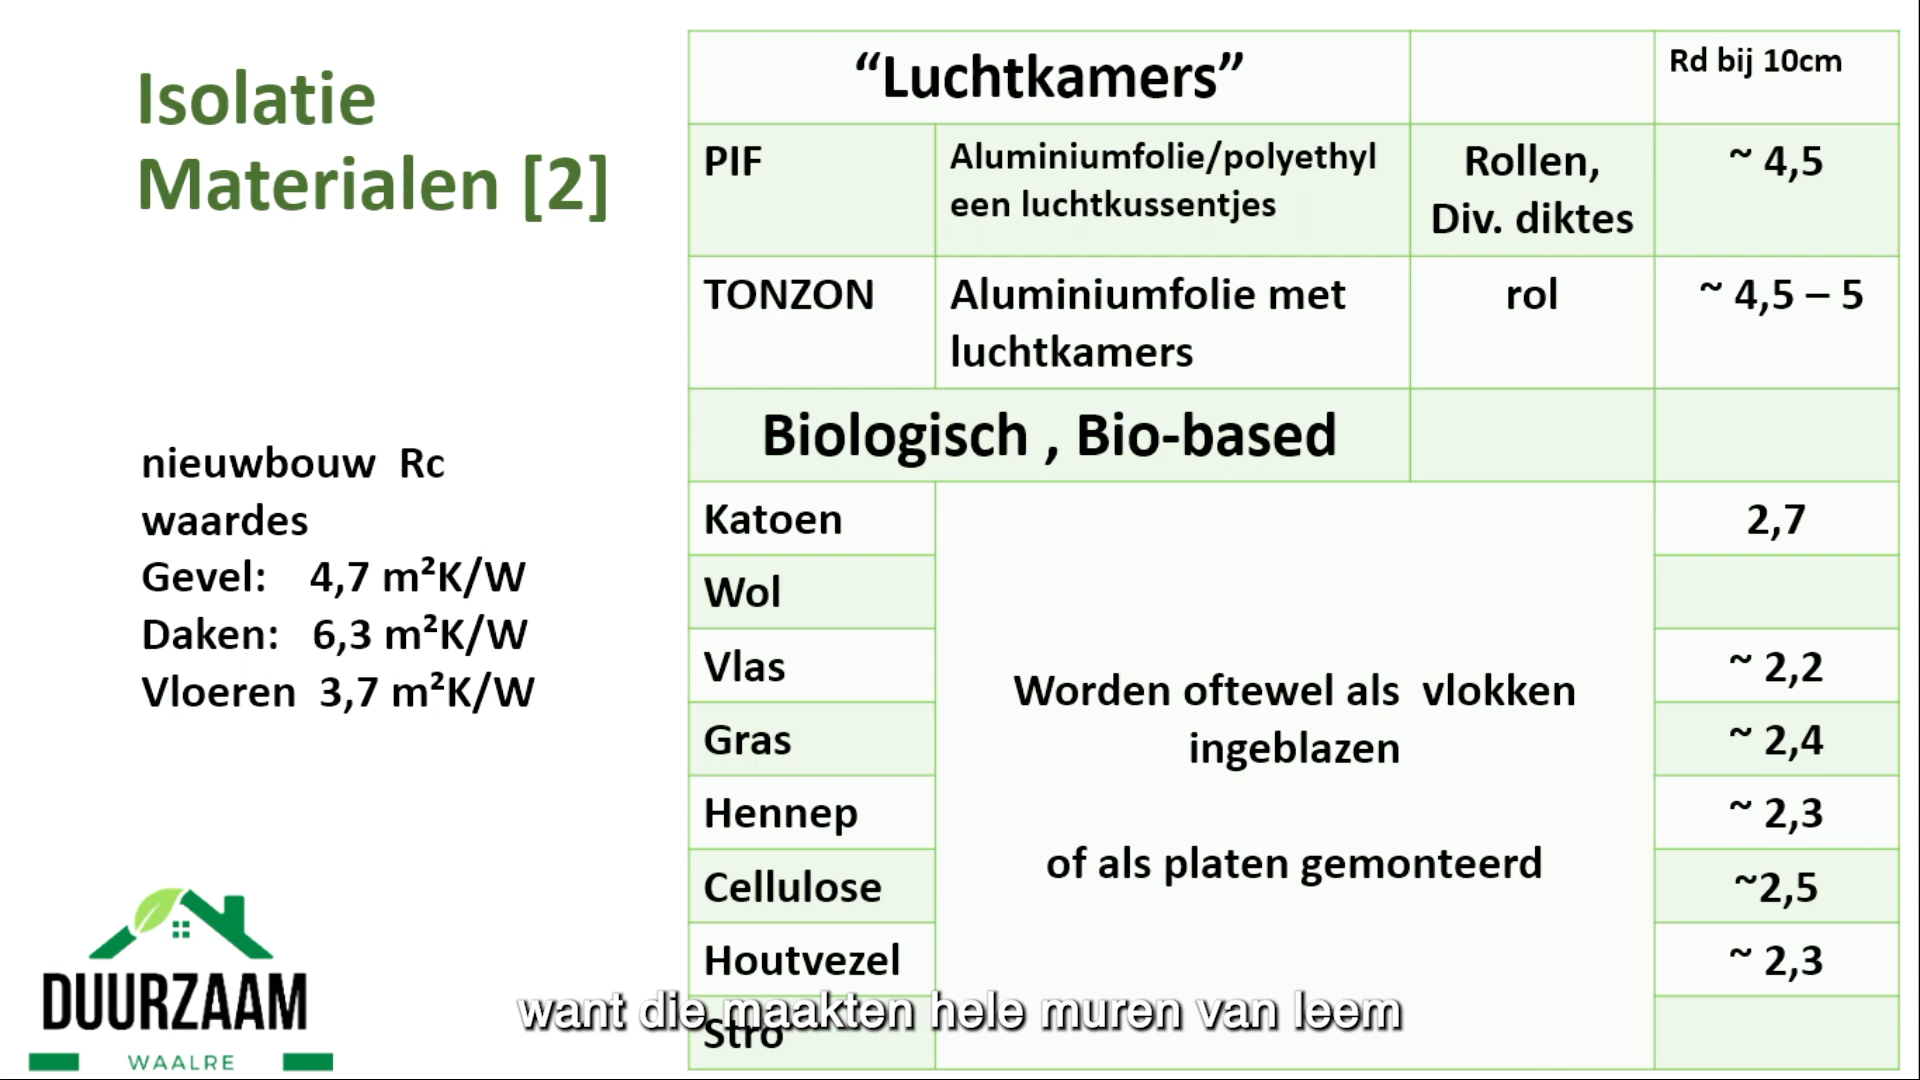 Isolatie
Materialen [2]
nieuwbouw Rc
waardes
Gevel: 4,7 m²K/W
Daken: 6,3 m²K/W
Vloeren 3,7 m²K/W
“Luchtkamers”
Rd bij 10cm
PIF
Aluminiumfolie/polyethyl
een luchtkussentjes
Rollen,
Div. diktes
~ 4,5
TONZON
Aluminiumfolie met
luchtkamers
rol
~ 4,5 – 5
Biologisch , Bio-based
Katoen
2,7
Wol
Vlas
~ 2,2
Gras
~ 2,4
Hennep
~ 2,3
Cellulose
~2,5
Houtvezel
~ 2,3
Stro
Worden oftewel als vlokken
ingeblazen
of als platen gemonteerd
want die maakten hele muren van leem
DUURZAAM
WAALRE